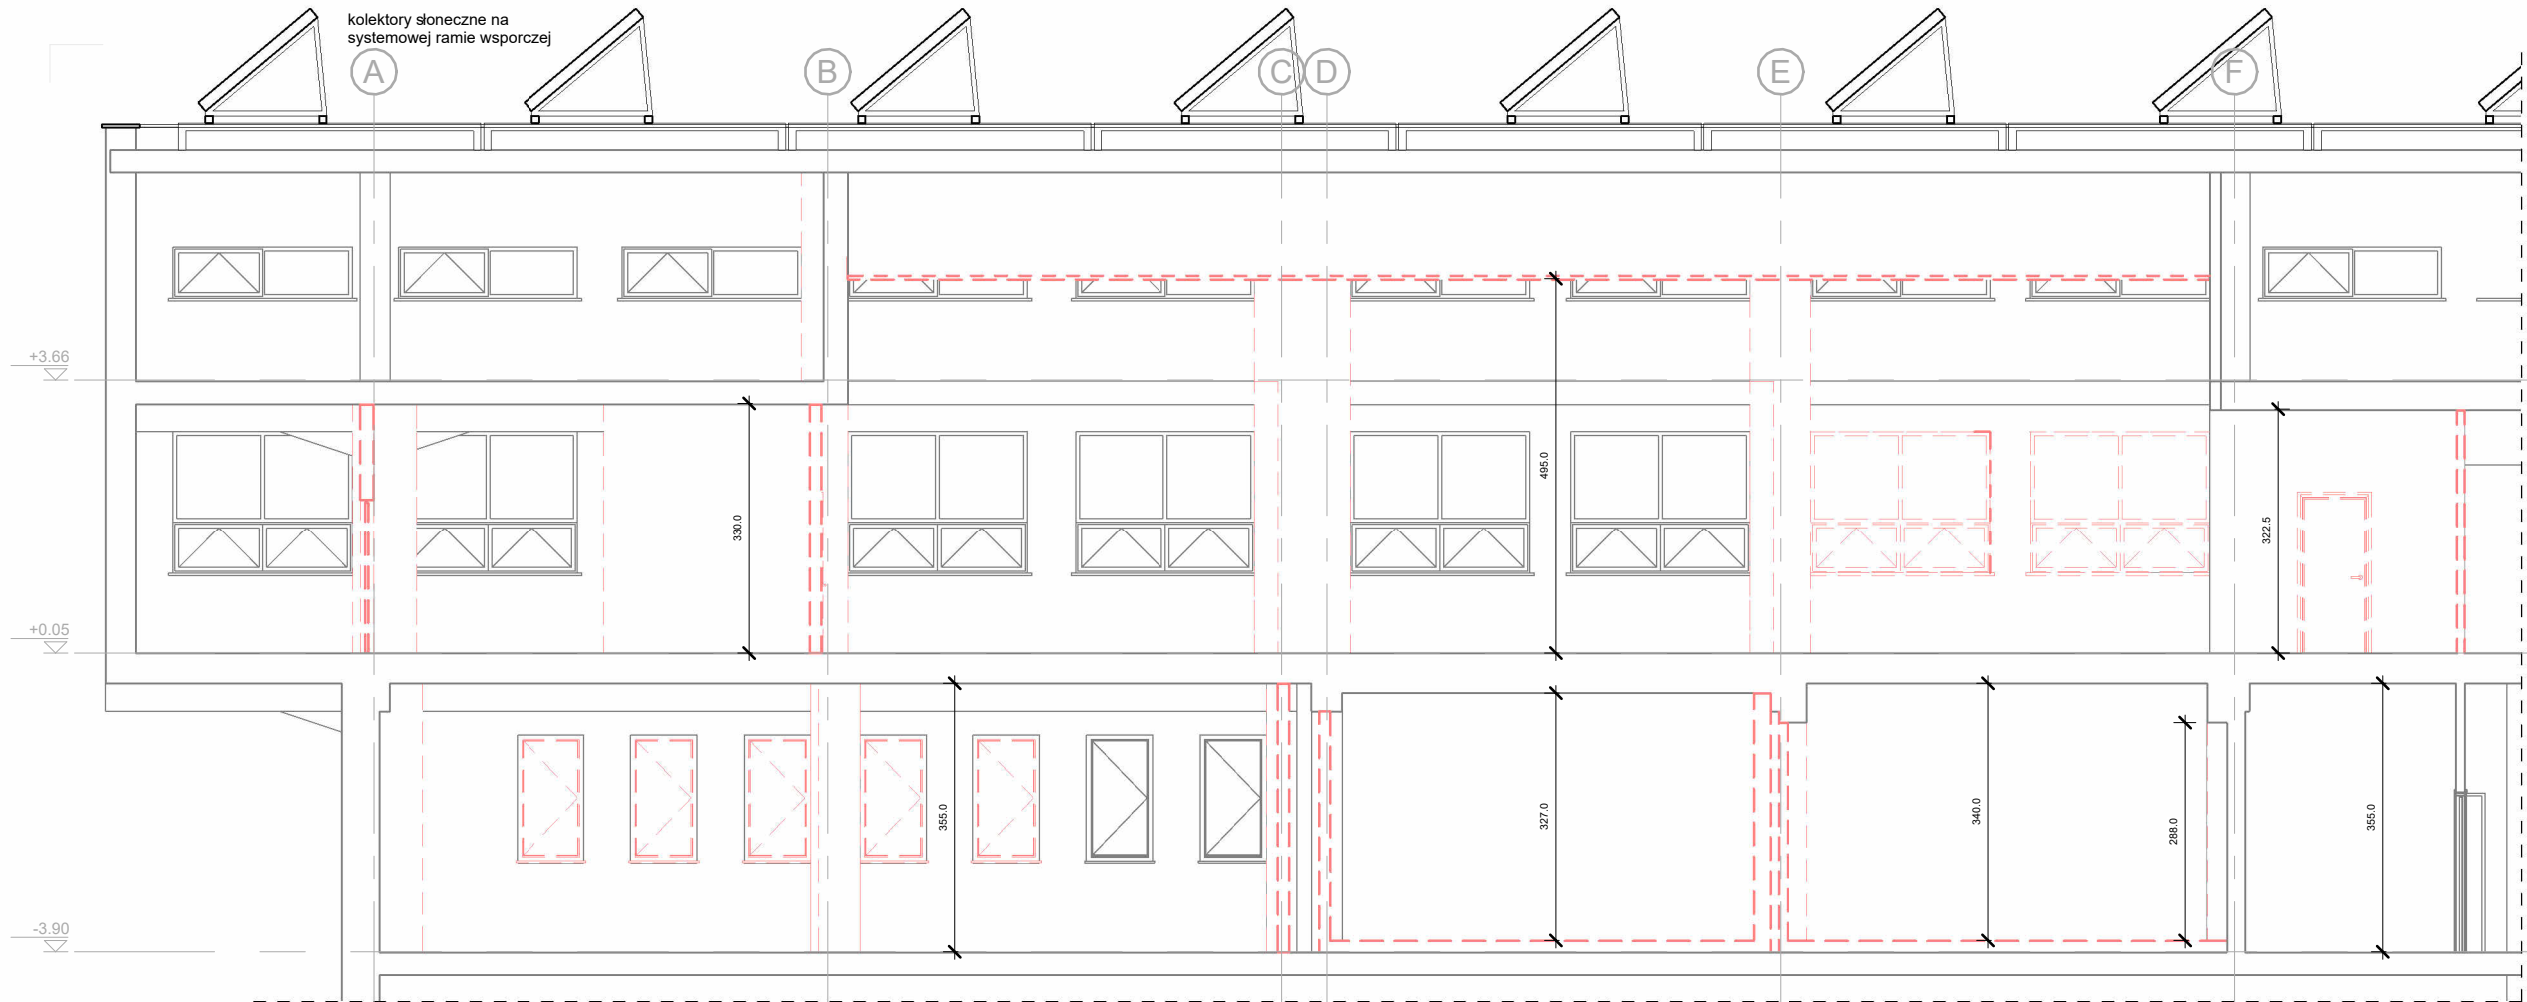 kolektory słoneczne na
systemowej ramie wsporczej
A
B
C
D
E
F
+3.66
+0.05
-3.90
330.0
495.0
322.5
355.0
327.0
340.0
288.0
355.0